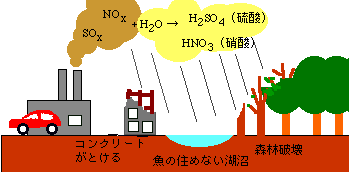 NOx
SOx
+H2O → H2SO4（硫酸）
HNO3（硝酸）
コンクリート
がとける
魚の住めない湖沼
森林破壊